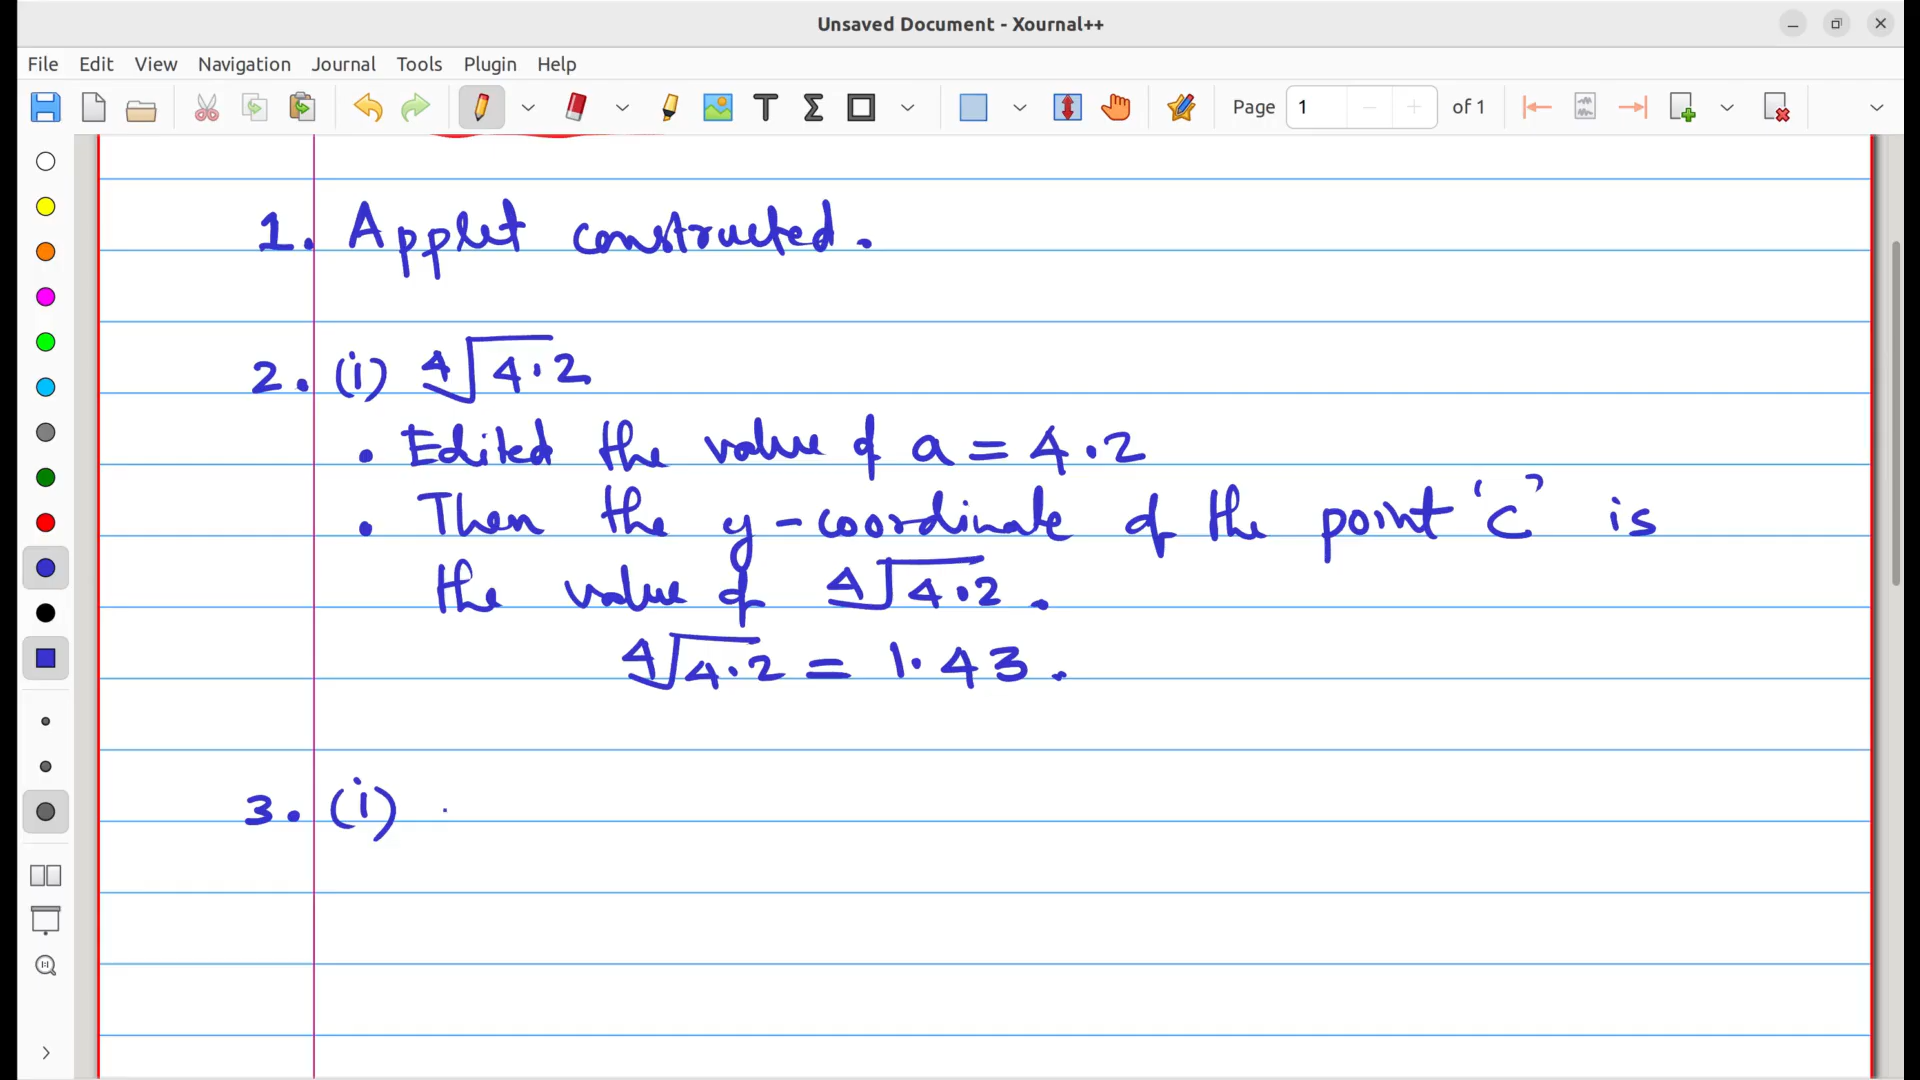 Unsaved Document - Xournal++
File Edit View Navigation Journal Tools Plugin Help
Page 1 of 1
1. Applet constructed.
2. (i) ∜4.2
• Edited the value of a = 4.2
• Then the y-coordinate of the point 'C' is
the value of ∜4.2 .
∜4.2 = 1.43 .
3. (i)